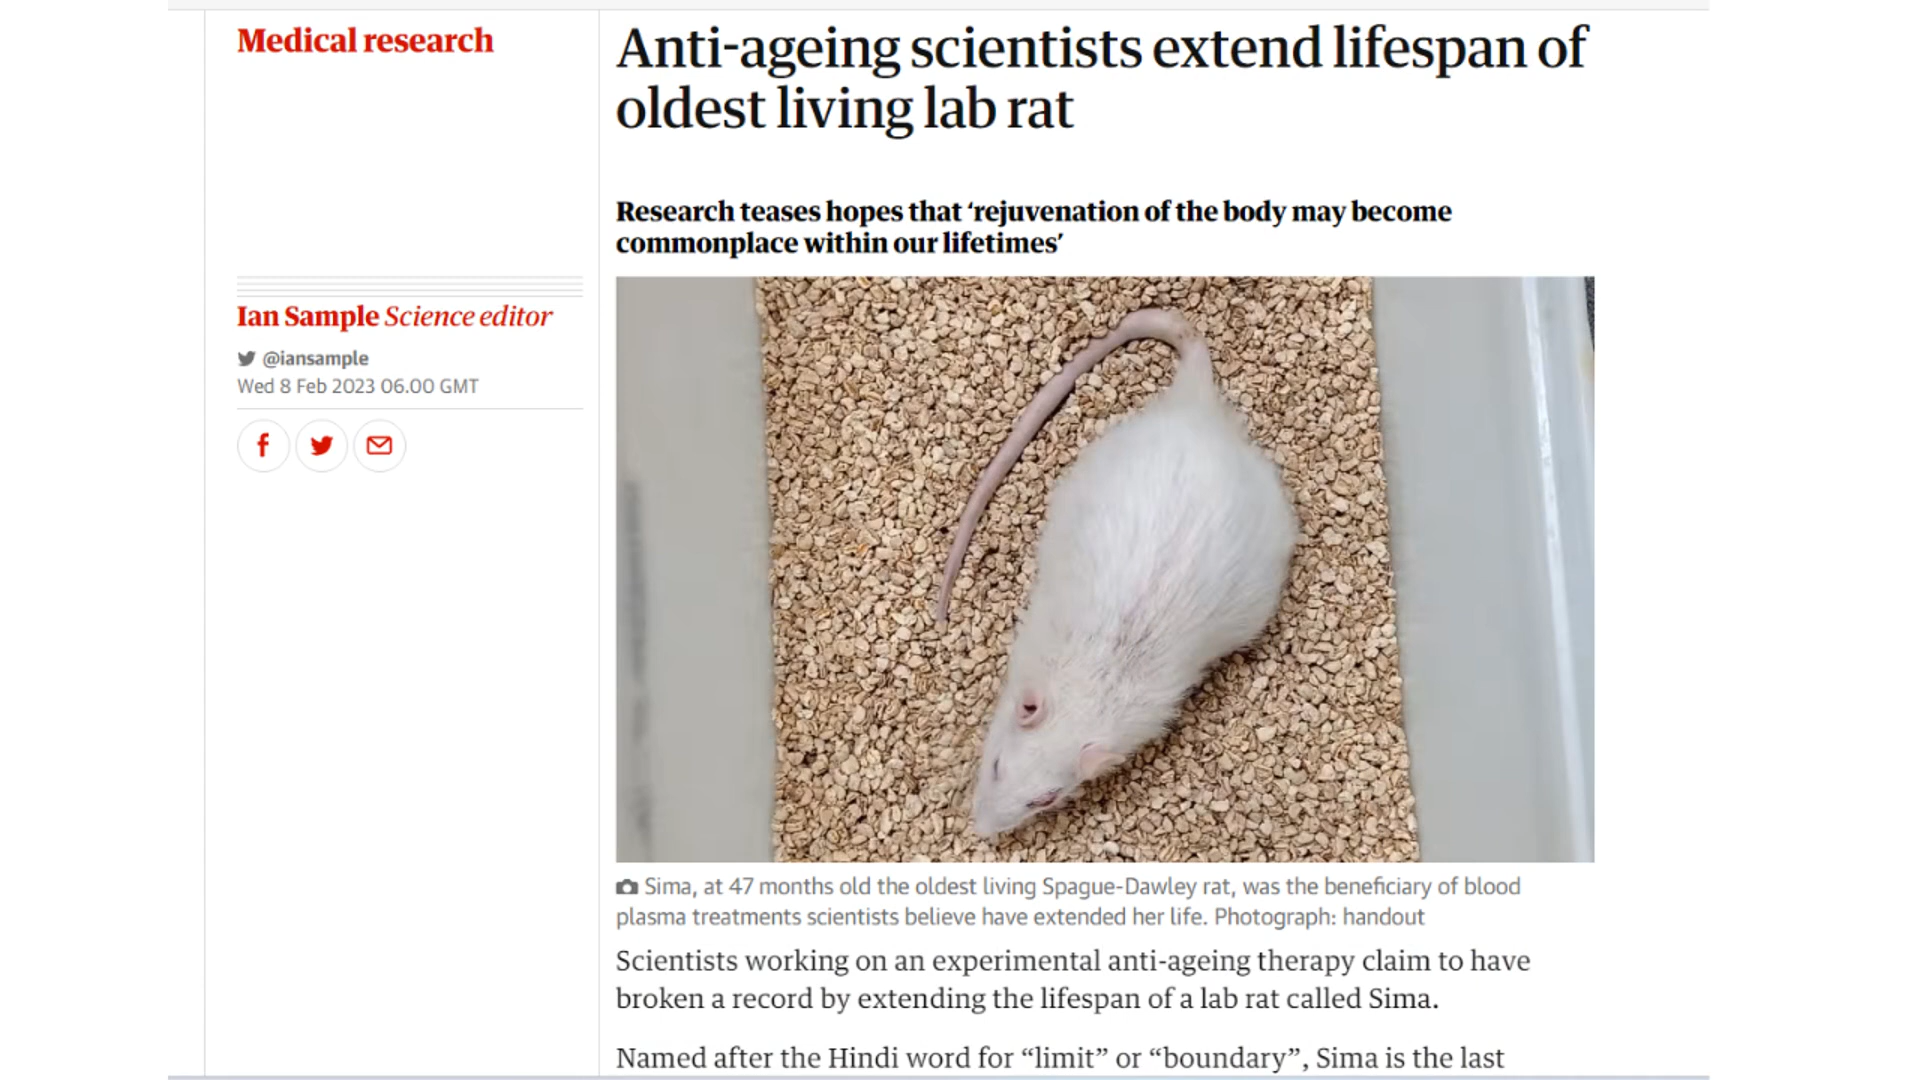 Medical research
Anti-ageing scientists extend lifespan of
oldest living lab rat
Research teases hopes that ‘rejuvenation of the body may become
commonplace within our lifetimes’
Ian Sample Science editor
@iansample
Wed 8 Feb 2023 06.00 GMT
Sima, at 47 months old the oldest living Spague-Dawley rat, was the beneficiary of blood
plasma treatments scientists believe have extended her life. Photograph: handout
Scientists working on an experimental anti-ageing therapy claim to have
broken a record by extending the lifespan of a lab rat called Sima.
Named after the Hindi word for “limit” or “boundary”, Sima is the last